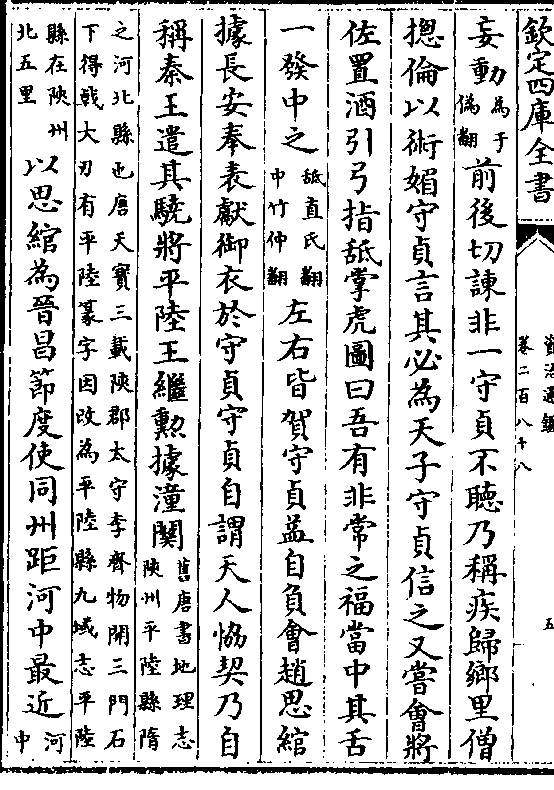 欽定四庫全書
資治通鑑
卷二百八十八
五
妄動為于偽翻前後切諫非一守貞不聽乃稱疾歸鄉里僧
揔倫以術媚守貞言其必為天子守貞信之又嘗會將
佐置酒引弓指䑛掌虎圖曰吾有非常之福當中其舌
一發中之䑛直氏翻中竹仲翻左右皆賀守貞益自負會趙思綰
據長安奉表獻御衣於守貞守貞自謂天人恊契乃自
稱秦王遣其驍將平陸王繼勲據潼關舊唐書地理志陝州平陸縣隋
之河北縣也唐天寳三載陝郡太守李齊物開三門石下得㦸大刃有平陸篆字因改為平陸縣九域志平陸
縣在陝州北五里以思綰為晉昌節度使同州距河中最近河中